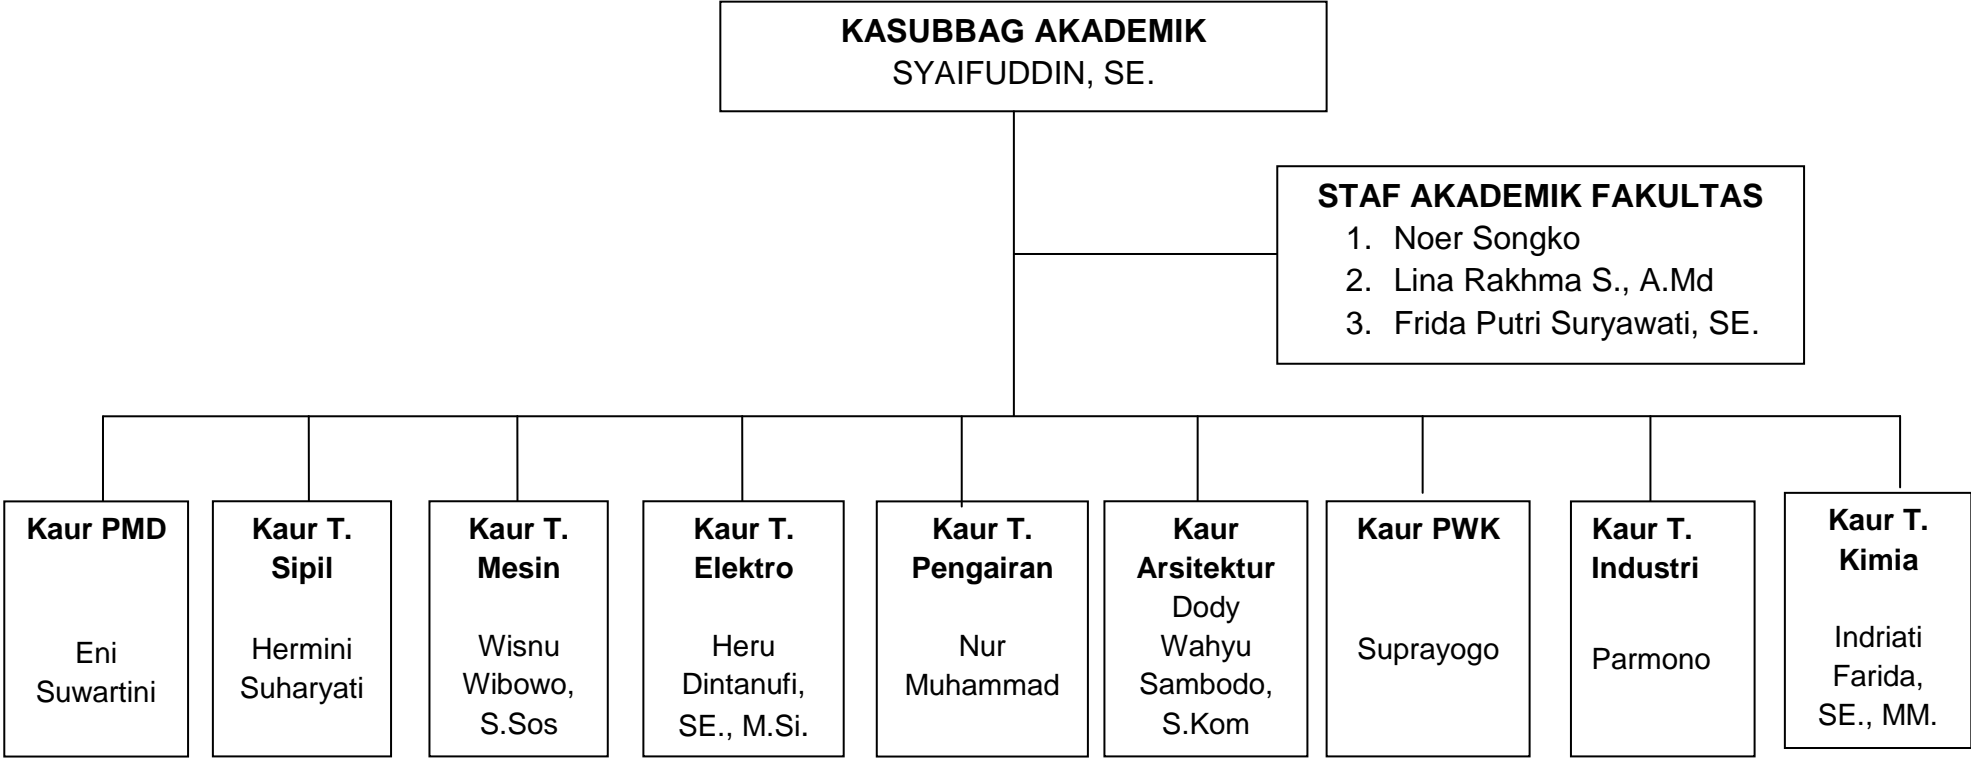 KASUBBAG AKADEMIK
SYAIFUDDIN, SE.
STAF AKADEMIK FAKULTAS
1. Noer Songko
2. Lina Rakhma S., A.Md
3. Frida Putri Suryawati, SE.
Kaur PMD
Eni
Suwartini
Kaur T.
Sipil
Hermini
Suharyati
Kaur T.
Mesin
Wisnu
Wibowo,
S.Sos
Kaur T.
Elektro
Heru
Dintanufi,
SE., M.Si.
Kaur T.
Pengairan
Nur
Muhammad
Kaur
Arsitektur
Dody
Wahyu
Sambodo,
S.Kom
Kaur PWK
Suprayogo
Kaur T.
Industri
Parmono
Kaur T.
Kimia
Indriati
Farida,
SE., MM.